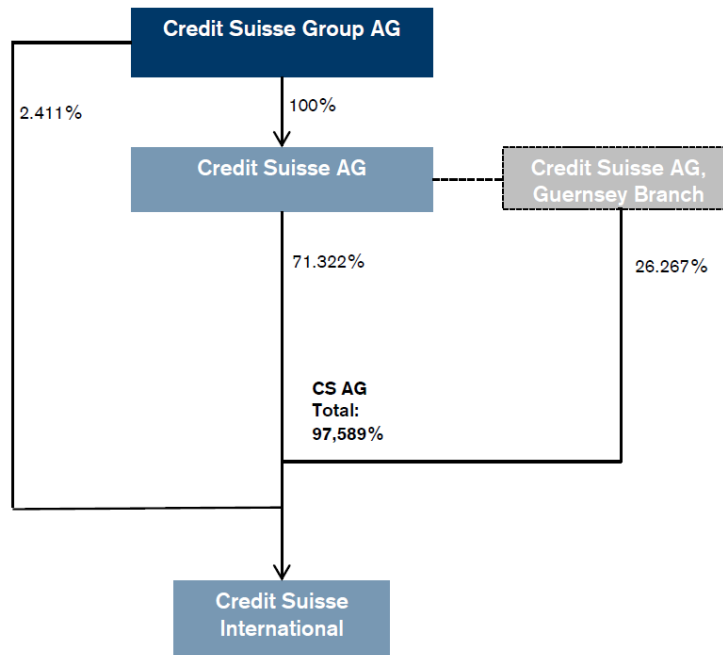 Credit Suisse Group AG
2.411%
100%
Credit Suisse AG
Credit Suisse AG,
Guernsey Branch
71.322%
26.267%
CS AG
Total:
97,589%
Credit Suisse
International